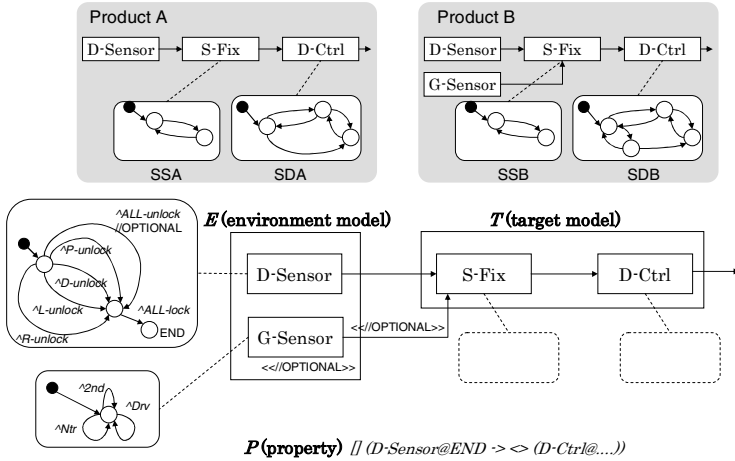 Product A
D-Sensor
S-Fix
D-Ctrl
SSA
SDA
Product B
D-Sensor
S-Fix
D-Ctrl
G-Sensor
SSB
SDB
^ALL-unlock
//OPTIONAL
^P-unlock
^D-unlock
^L-unlock
^ALL-lock
END
^R-unlock
E (environment model)
D-Sensor
G-Sensor
<<//OPTIONAL>>
<<//OPTIONAL>>
T (target model)
S-Fix
D-Ctrl
^2nd
^Drv
^Ntr
P (property) [] (D-Sensor@END -> <> (D-Ctrl@....))